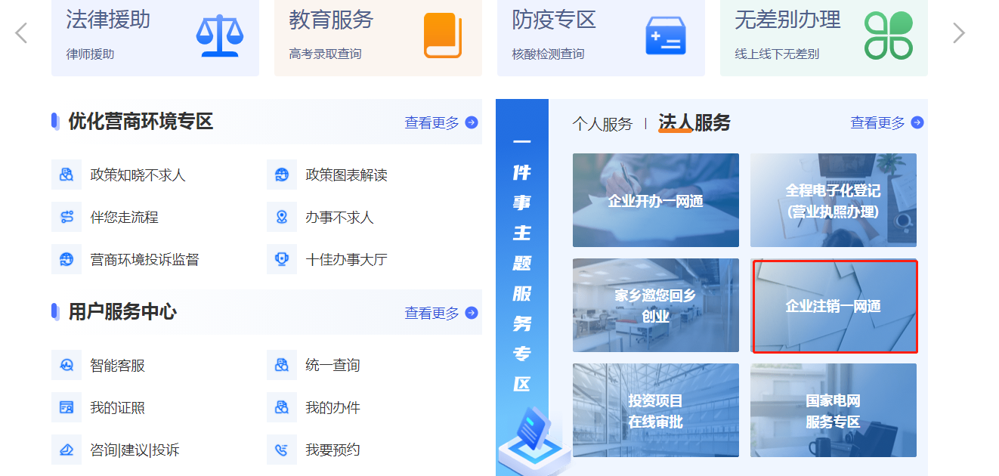 法律援助
律师援助
教育服务
高考录取查询
防疫专区
核酸检测查询
无差别办理
线上线下无差别
优化营商环境专区
查看更多
政策知晓不求人
政策图表解读
伴您走流程
办事不求人
营商环境投诉监督
十佳办事大厅
用户服务中心
查看更多
智能客服
统一查询
我的证照
我的办件
咨询|建议|投诉
我要预约
一件事主题服务专区
个人服务 | 法人服务
查看更多
企业开办一网通
全程电子化登记
(营业执照办理)
家乡邀您回乡
创业
企业注销一网通
投资项目
在线审批
国家电网
服务专区